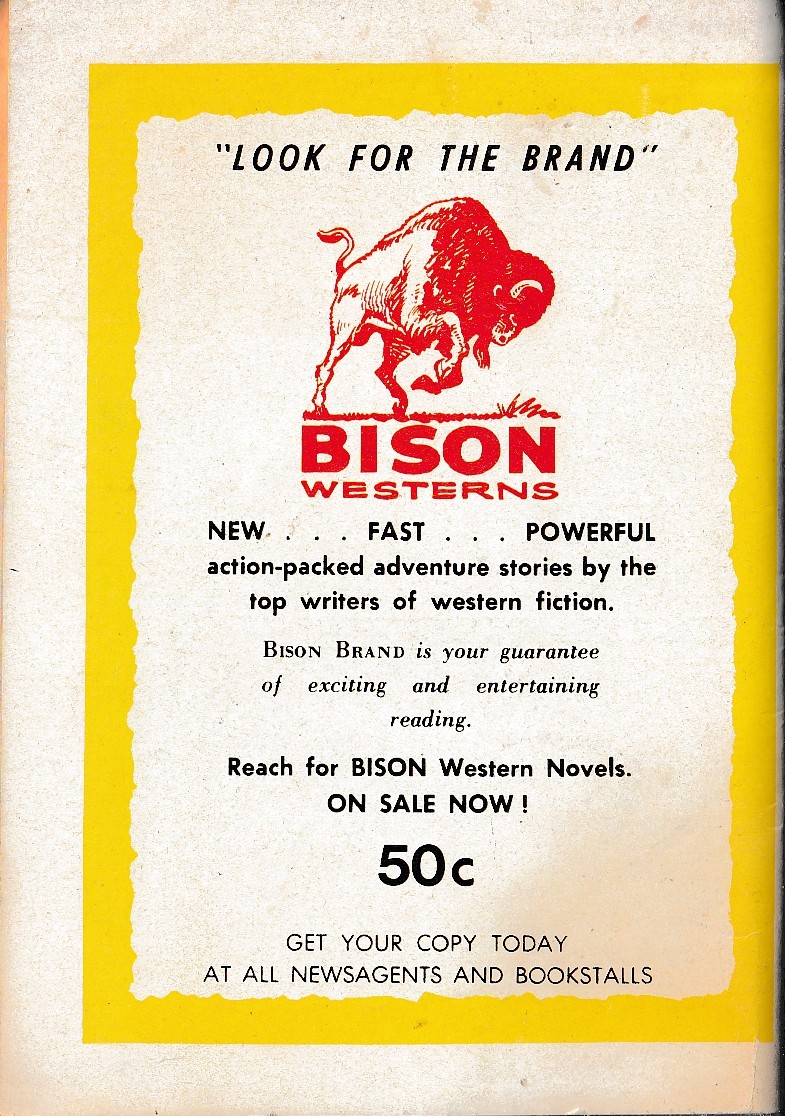 "LOOK FOR THE BRAND"
BISON
WESTERNS
NEW . . . FAST . . . POWERFUL
action-packed adventure stories by the
top writers of western fiction.
BISON BRAND is your guarantee
of exciting and entertaining
reading.
Reach for BISON Western Novels.
ON SALE NOW!
50c
GET YOUR COPY TODAY
AT ALL NEWSAGENTS AND BOOKSTALLS